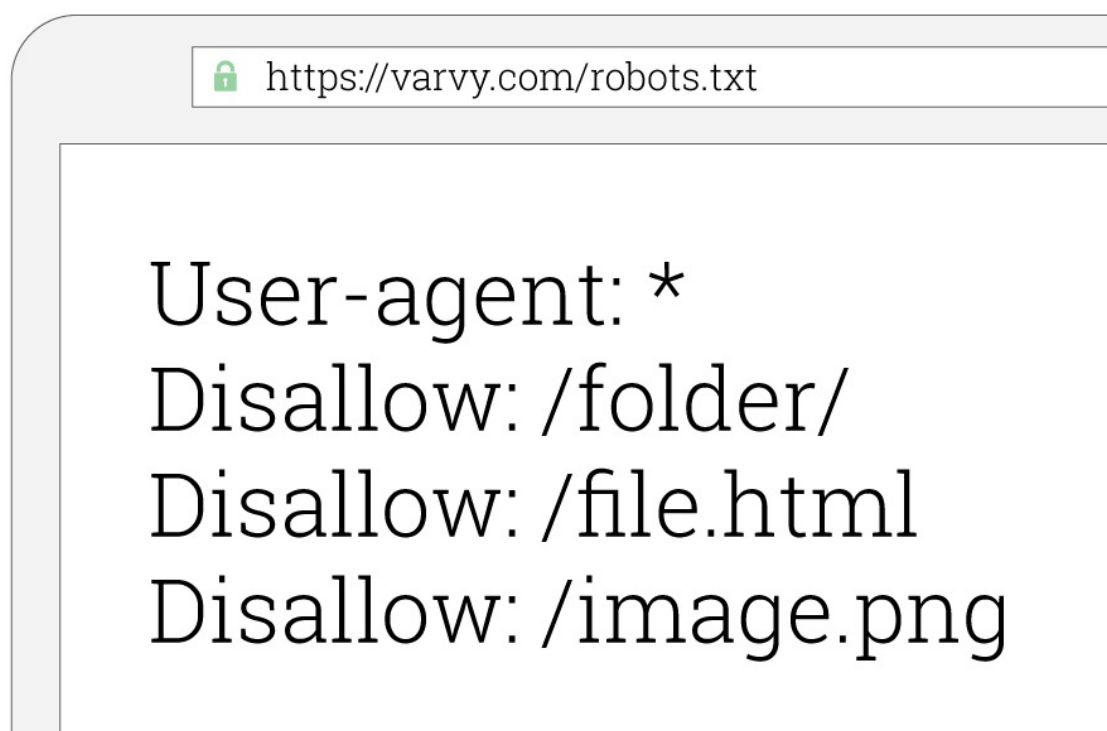 https://varvy.com/robots.txt
User-agent: *
Disallow: /folder/
Disallow: /file.html
Disallow: /image.png